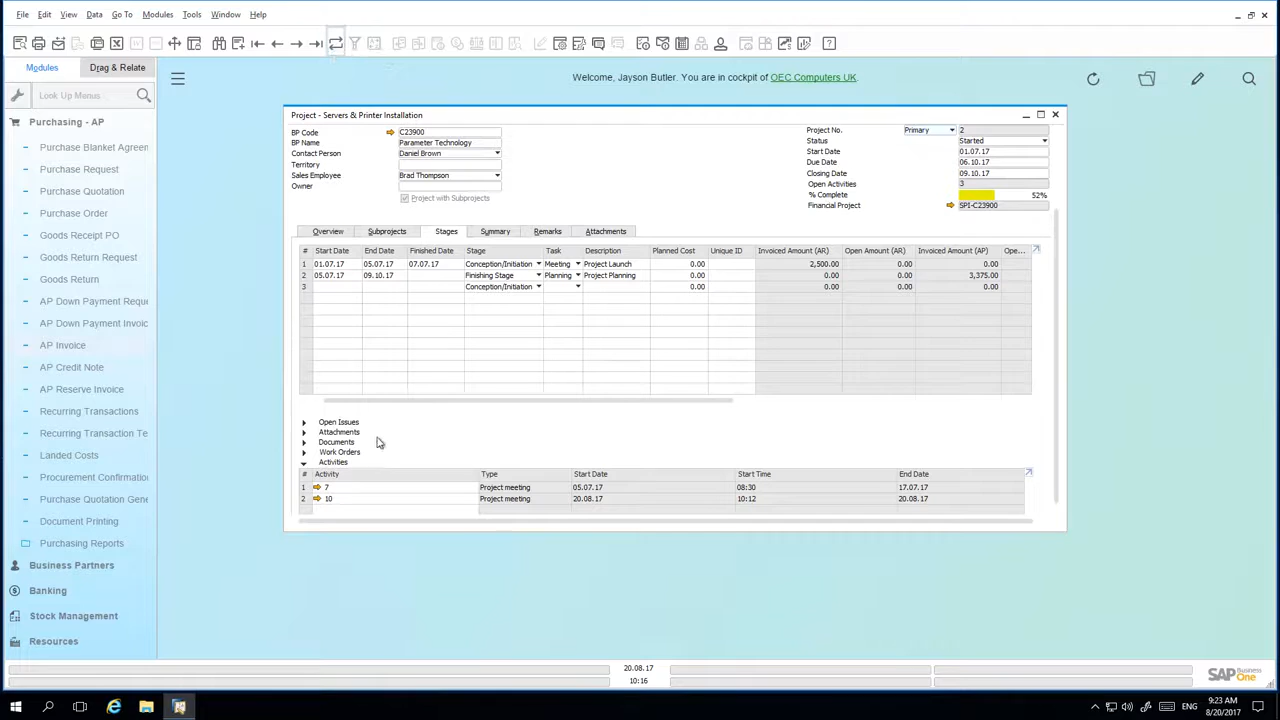 File Edit View Data Go To Modules Tools Window Help
Modules Drag & Relate
Welcome, Jayson Butler. You are in cockpit of OEC Computers UK.
Look Up Menus...
Purchasing - AP
Purchase Blanket Agreen
Purchase Request
Purchase Quotation
Purchase Order
Goods Receipt PO
Goods Return Request
Goods Return
AP Down Payment Reque
AP Down Payment Invoic
AP Invoice
AP Credit Note
AP Reserve Invoice
Recurring Transactions
Recurring Transaction Te
Landed Costs
Procurement Confirmatio
Purchase Quotation Gene
Document Printing
Purchasing Reports
Business Partners
Banking
Stock Management
Resources
Project - Servers & Printer Installation
BP Code C23900
BP Name Parameter Technology
Contact Person Daniel Brown
Territory
Sales Employee Brad Thompson
Owner
Project with Subprojects
Project No. Primary 2
Status Started
Start Date 01.07.17
Due Date 06.10.17
Closing Date 09.10.17
Open Activities 3
% Complete 52%
Financial Project SPI-C23900
Overview Subprojects Stages Summary Remarks Attachments
# Start Date End Date Finished Date Stage Task Description Planned Cost Unique ID Invoiced Amount (AR) Open Amount (AR) Invoiced Amount (AP) Ope...
1 01.07.17 05.07.17 07.07.17 Conception/Initiation Meeting Project Launch 0.00 2,500.00 0.00 0.00
2 05.07.17 09.10.17 Finishing Stage Planning Project Planning 0.00 0.00 0.00 3,375.00
3 Conception/Initiation 0.00 0.00 0.00 0.00
Open Issues
Attachments
Documents
Work Orders
Activities
# Activity Type Start Date Start Time End Date
1 7 Project meeting 05.07.17 08:30 17.07.17
2 10 Project meeting 20.08.17 10:12 20.08.17
20.08.17
10:16
SAP Business One
ENG
9:23 AM
8/20/2017